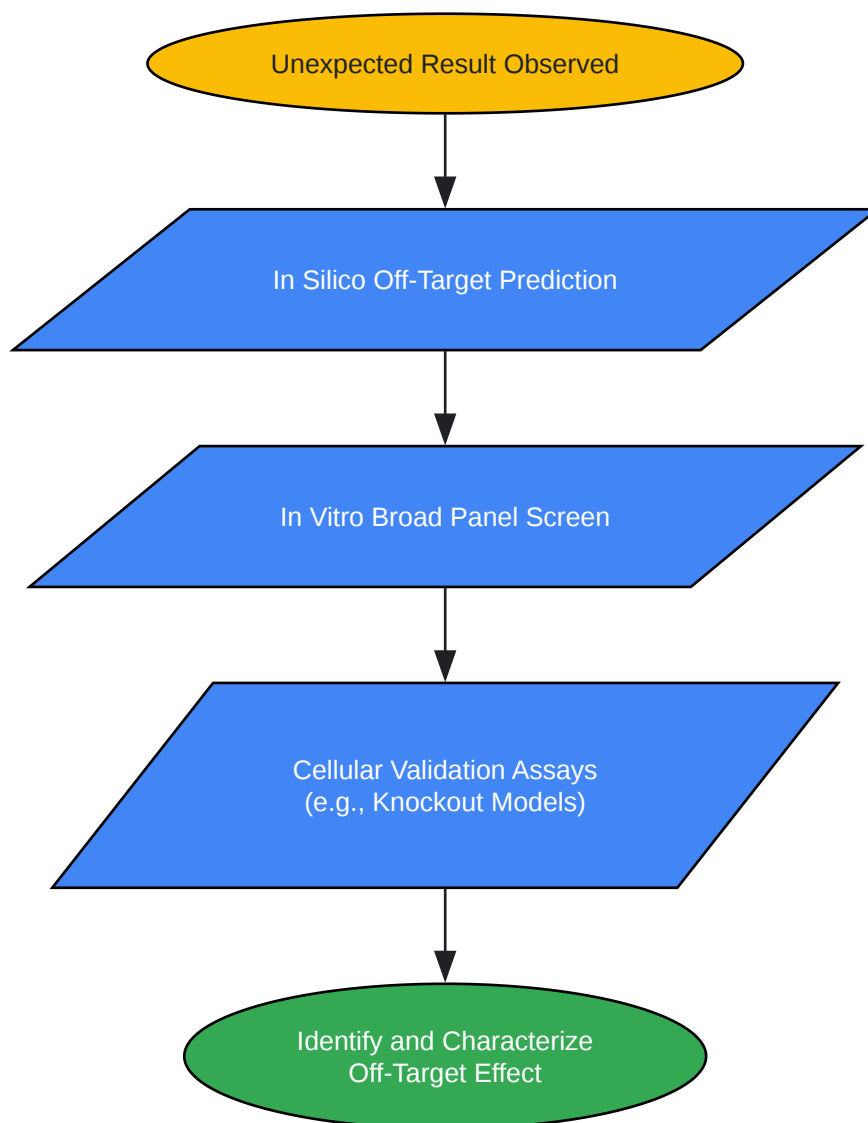 Unexpected Result Observed
In Silico Off-Target Prediction
In Vitro Broad Panel Screen
Cellular Validation Assays
(e.g., Knockout Models)
Identify and Characterize
Off-Target Effect